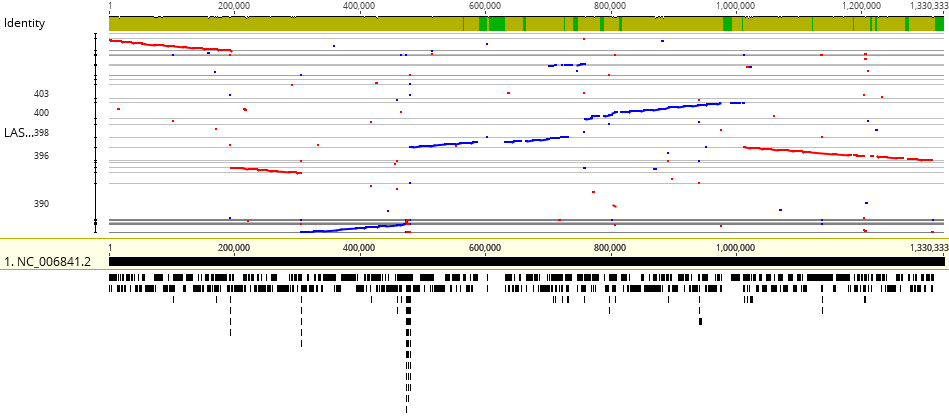 1 200,000 400,000 600,000 800,000 1,000,000 1,200,000 1,330,333
Identity
403
400
LAS...398
396
390
1 200,000 400,000 600,000 800,000 1,000,000 1,330,333
1. NC_006841.2